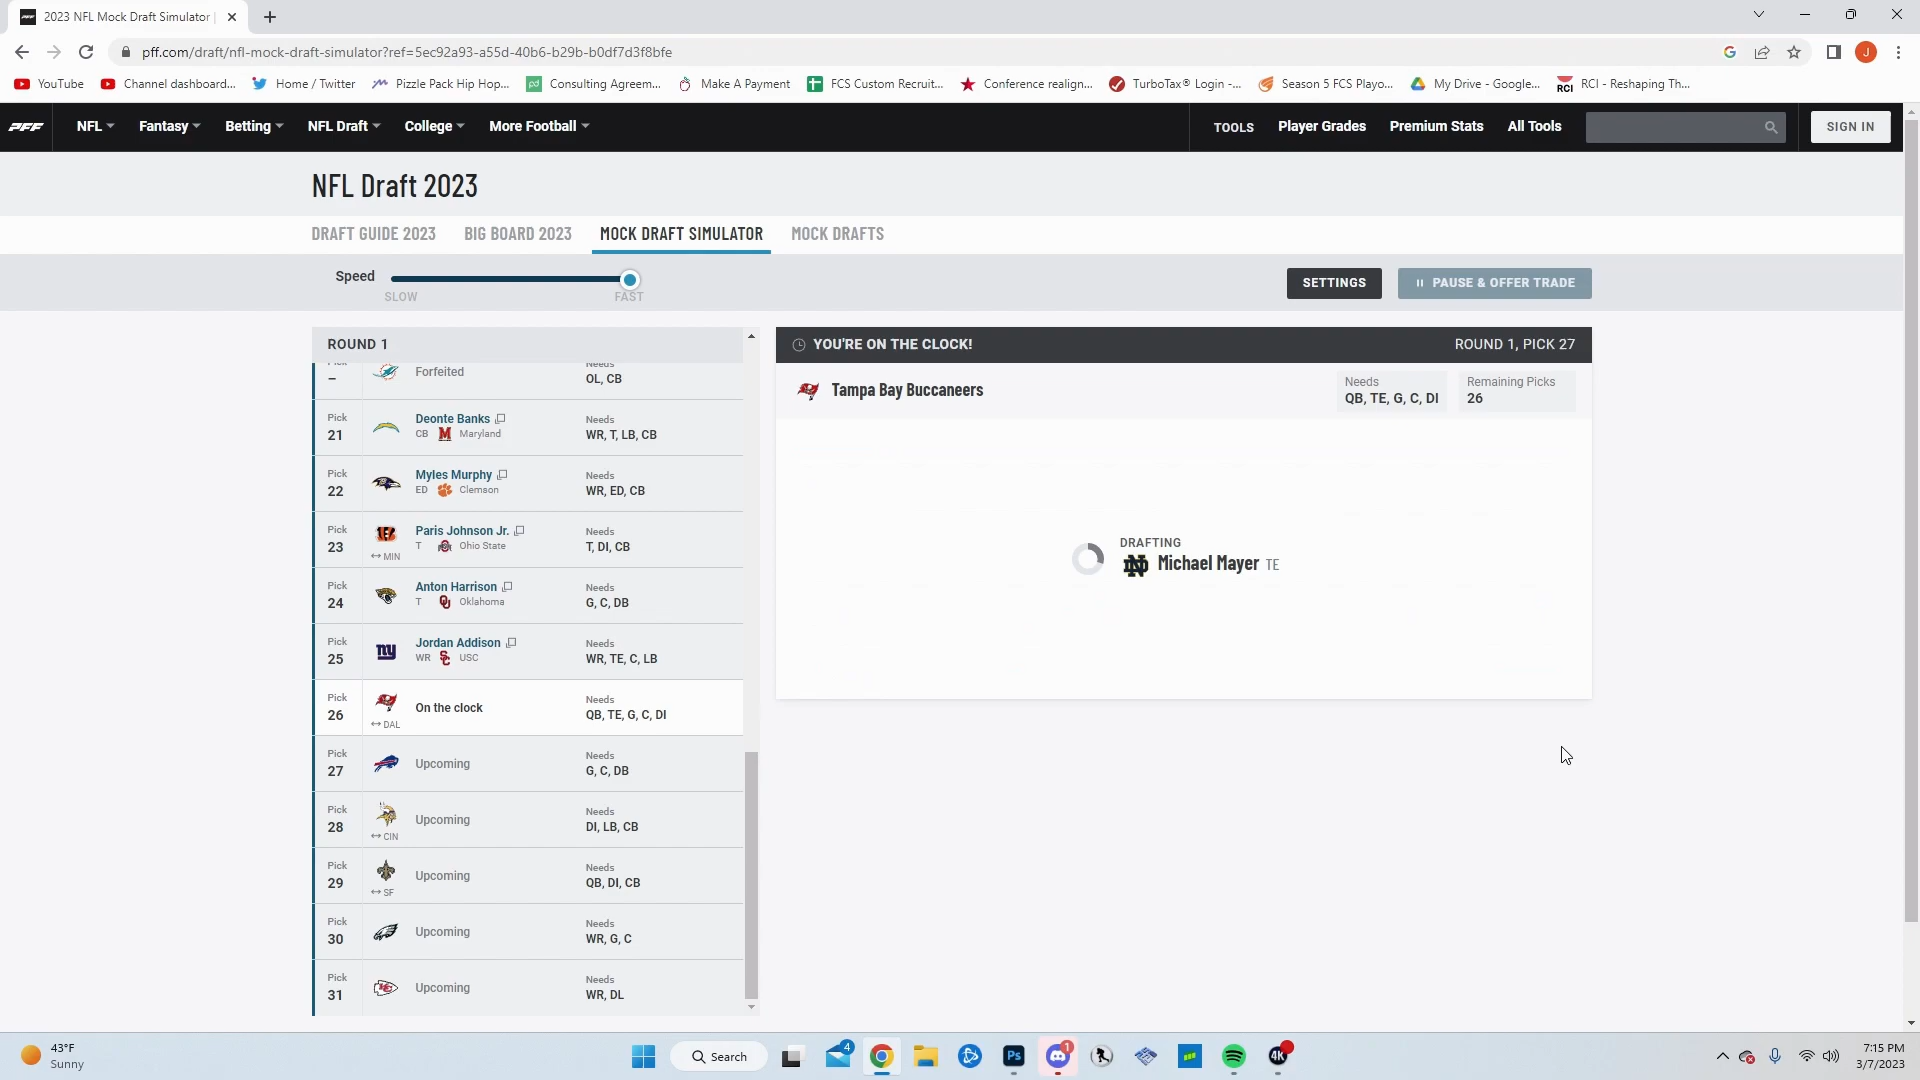 2023 NFL Mock Draft Simulator |
pff.com/draft/nfl-mock-draft-simulator?ref=5ec92a93-a55d-40b6-b29b-b0df7d3f8bfe
J
YouTube
Channel dashboard...
Home / Twitter
Pizzle Pack Hip Hop...
pd
Consulting Agreem...
Make A Payment
FCS Custom Recruit...
Conference realign...
TurboTax® Login -...
Season 5 FCS Playo...
My Drive - Google...
RCI
RCI - Reshaping Th...
PFF
NFL
Fantasy
Betting
NFL Draft
College
More Football
TOOLS
Player Grades
Premium Stats
All Tools
SIGN IN
NFL Draft 2023
DRAFT GUIDE 2023
BIG BOARD 2023
MOCK DRAFT SIMULATOR
MOCK DRAFTS
Speed
SLOW
FAST
SETTINGS
PAUSE & OFFER TRADE
ROUND 1
–
Forfeited
Needs
OL, CB
Pick
21
Deonte Banks
CB
Maryland
Needs
WR, T, LB, CB
Pick
22
Myles Murphy
ED
Clemson
Needs
WR, ED, CB
Pick
23
↔ MIN
Paris Johnson Jr.
T
Ohio State
Needs
T, DI, CB
Pick
24
Anton Harrison
T
Oklahoma
Needs
G, C, DB
Pick
25
ny
Jordan Addison
WR
USC
Needs
WR, TE, C, LB
Pick
26
↔ DAL
On the clock
Needs
QB, TE, G, C, DI
Pick
27
Upcoming
Needs
G, C, DB
Pick
28
↔ CIN
Upcoming
Needs
DI, LB, CB
Pick
29
↔ SF
Upcoming
Needs
QB, DI, CB
Pick
30
Upcoming
Needs
WR, G, C
Pick
31
Upcoming
Needs
WR, DL
YOU'RE ON THE CLOCK!
ROUND 1, PICK 27
Tampa Bay Buccaneers
Needs
QB, TE, G, C, DI
Remaining Picks
26
DRAFTING
Michael Mayer TE
43°F
Sunny
Search
4
Ps
1
4K
7:15 PM
3/7/2023